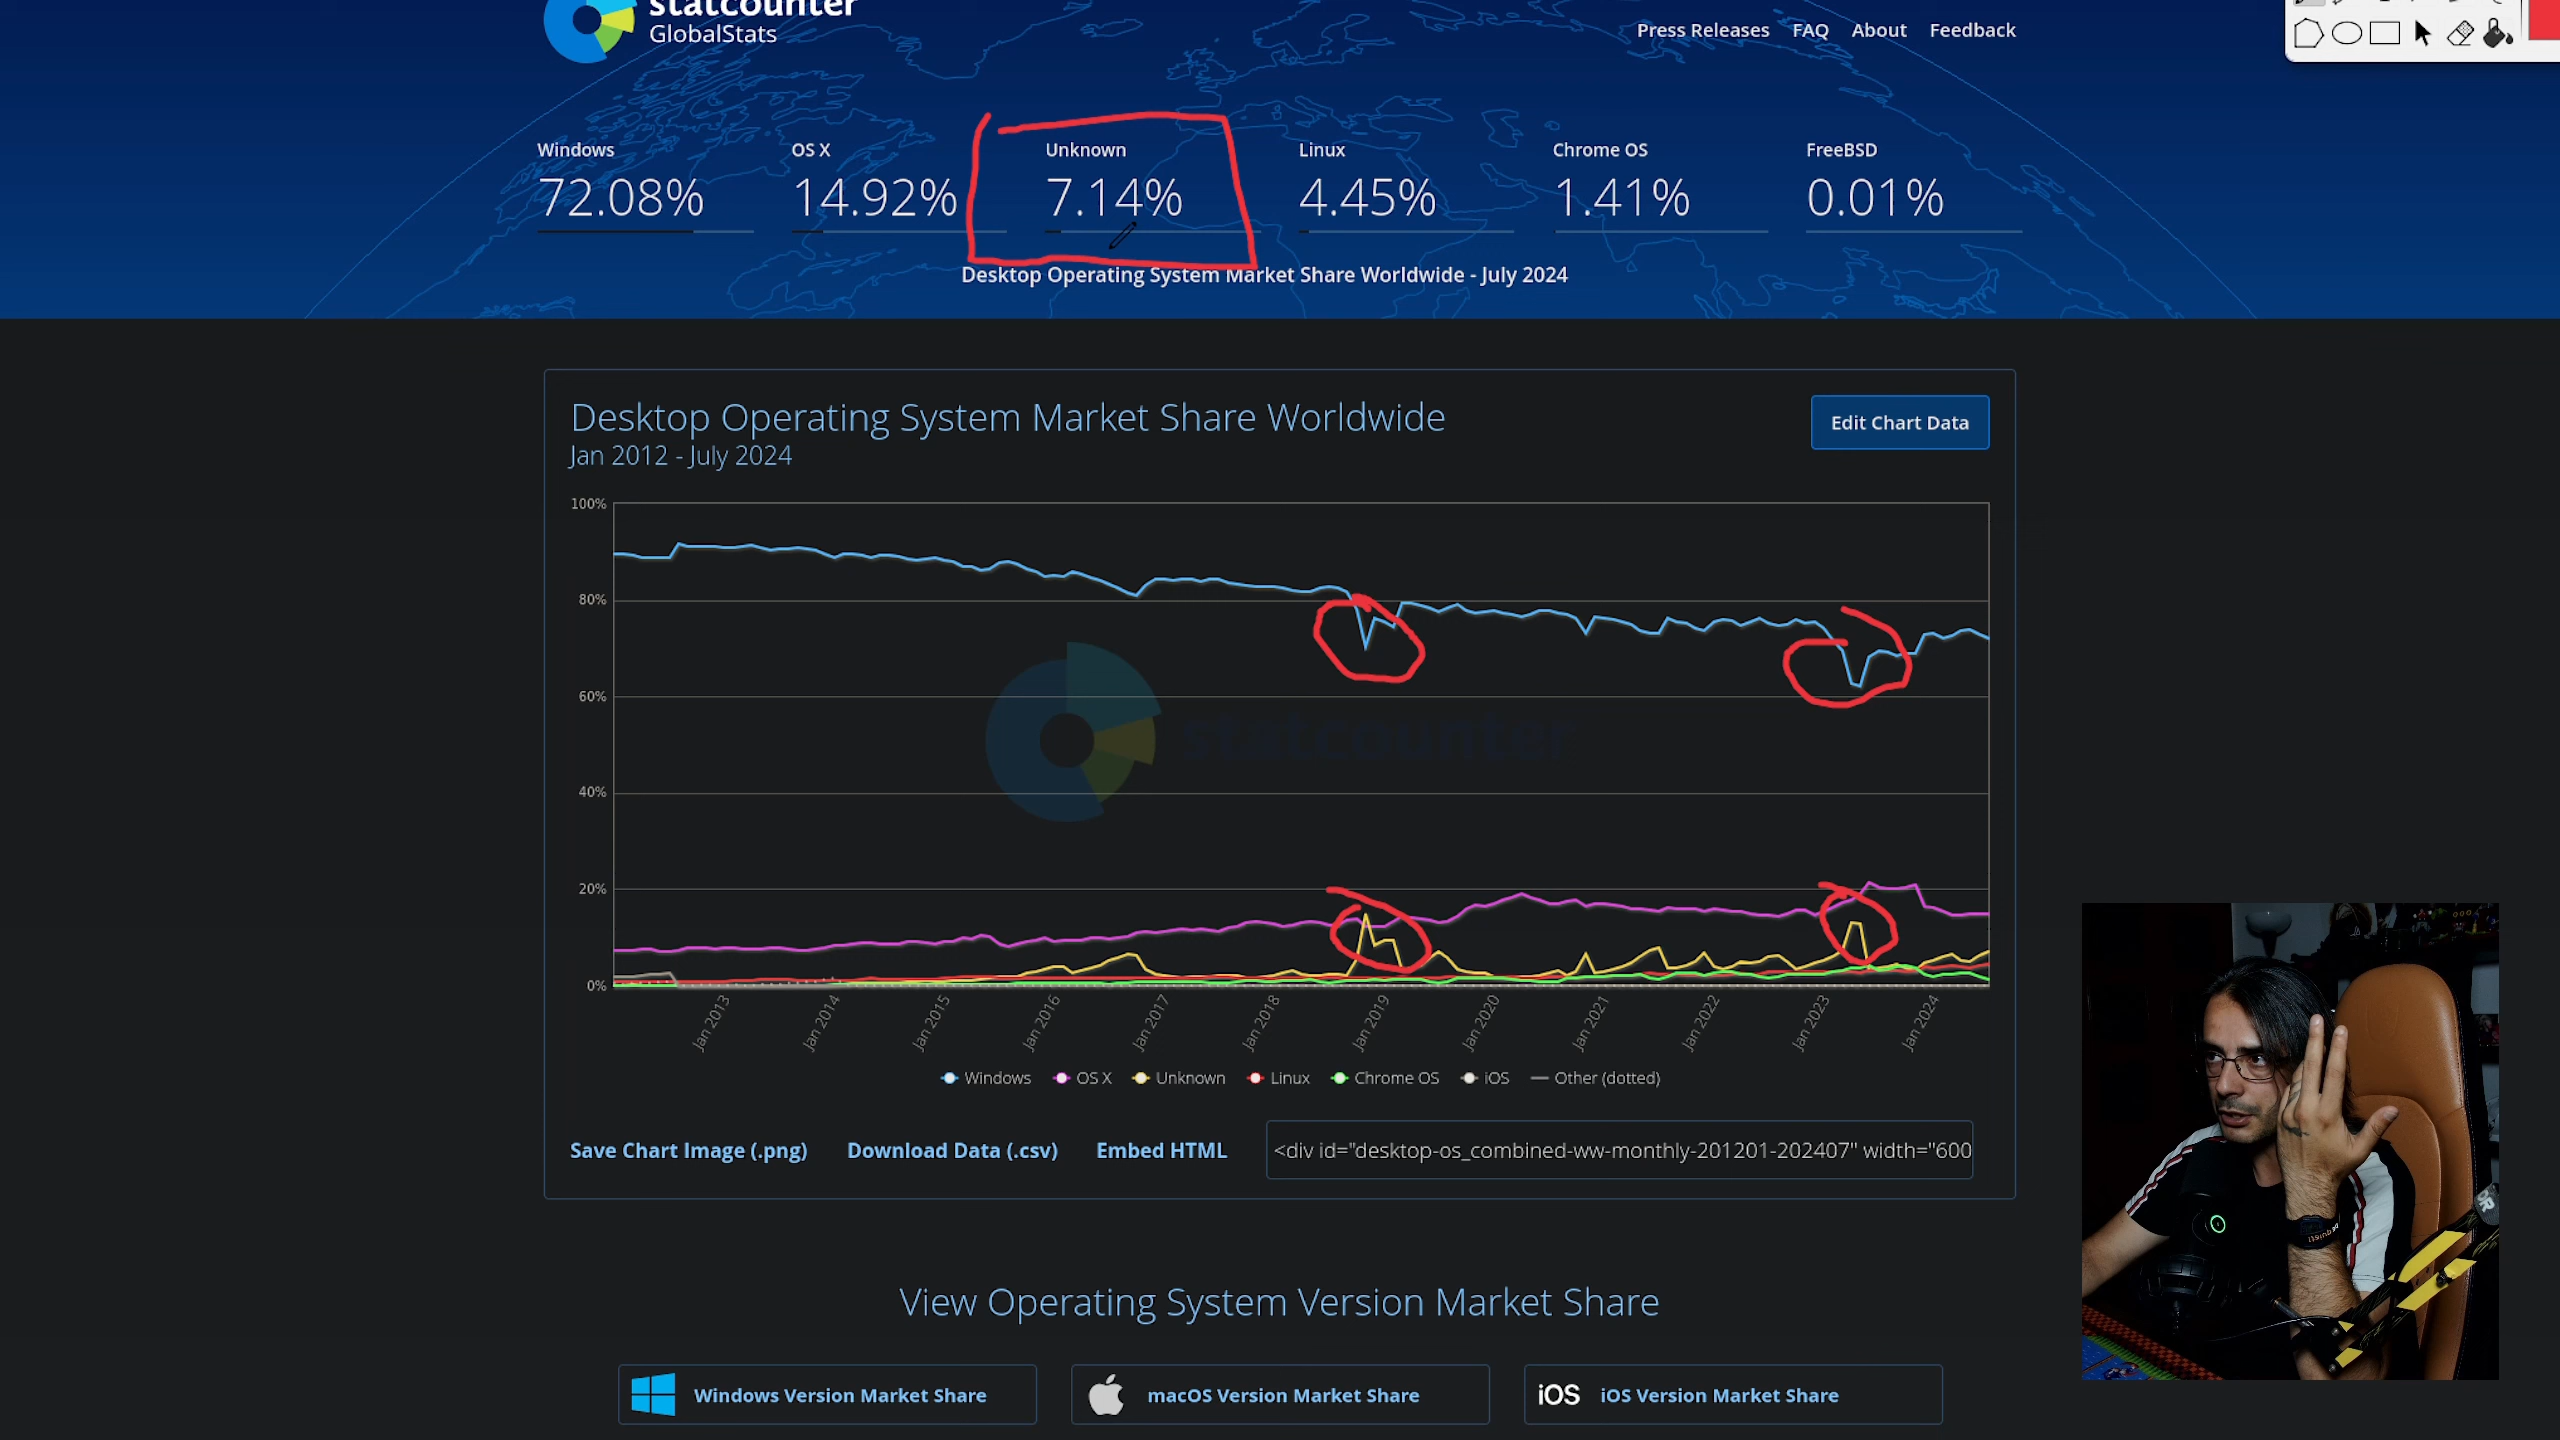 statcounter
GlobalStats
Press Releases FAQ About Feedback
Windows OS X Unknown Linux Chrome OS FreeBSD
72.08% 14.92% 7.14% 4.45% 1.41% 0.01%
Desktop Operating System Market Share Worldwide - July 2024
Desktop Operating System Market Share Worldwide
Jan 2012 - July 2024
Edit Chart Data
100%
80%
60%
statcounter
40%
20%
0%
Jan 2013 Jan 2014 Jan 2015 Jan 2016 Jan 2017 Jan 2018 Jan 2019 Jan 2020 Jan 2021 Jan 2022 Jan 2023 Jan 2024
Windows OS X Unknown Linux Chrome OS iOS Other (dotted)
Save Chart Image (.png) Download Data (.csv) Embed HTML <div id="desktop-os_combined-ww-monthly-201201-202407" width="600
View Operating System Version Market Share
Windows Version Market Share
macOS Version Market Share
iOS iOS Version Market Share